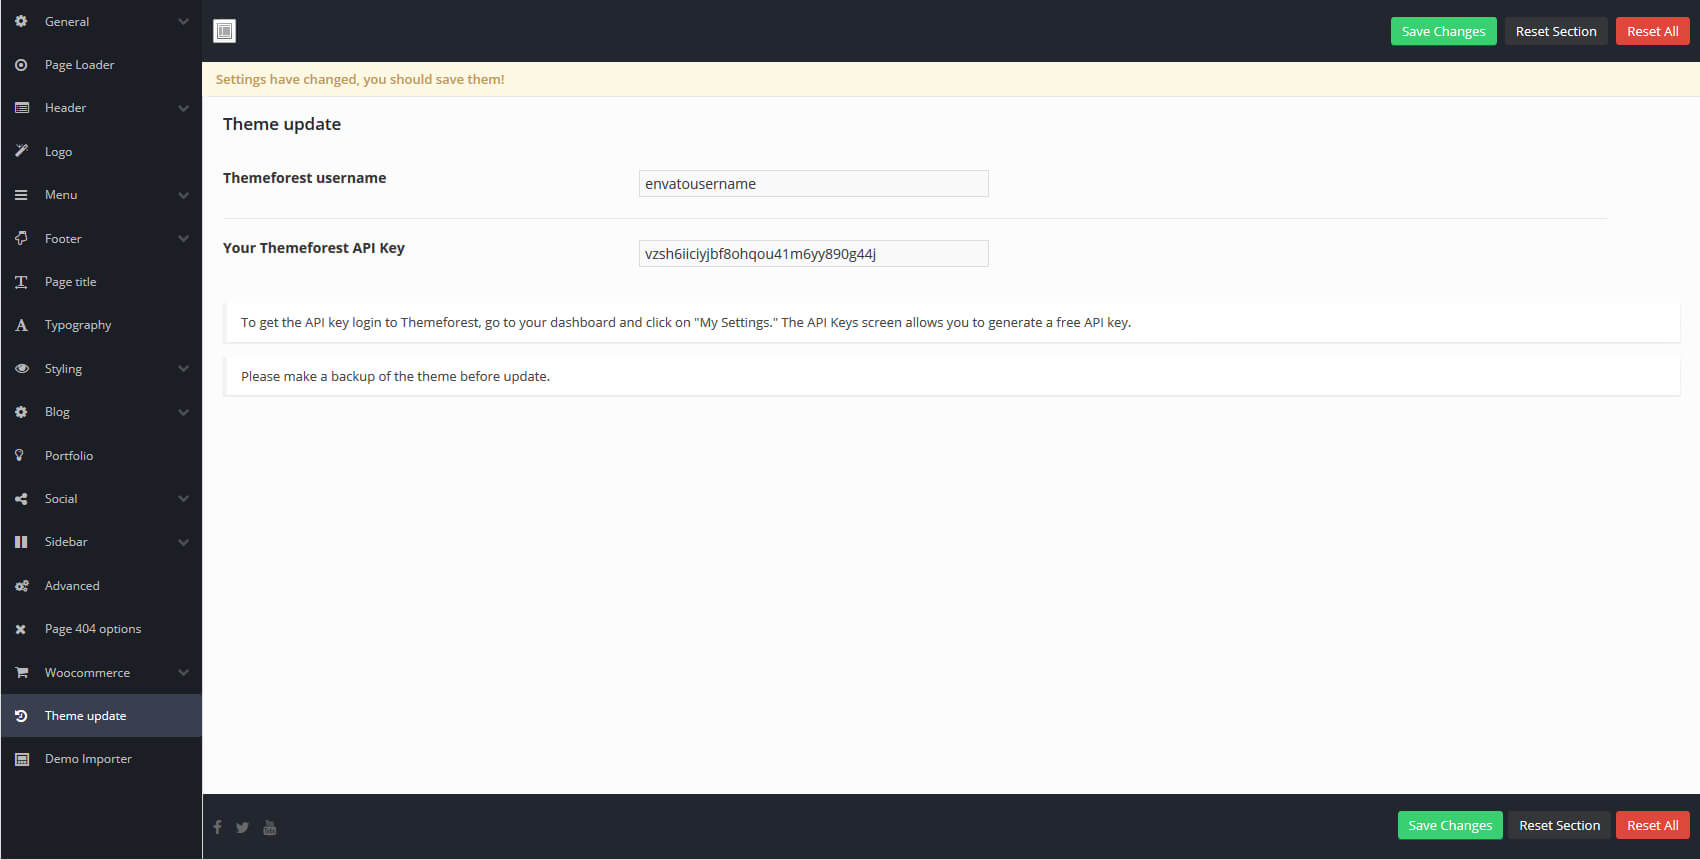 General
Page Loader
Header
Logo
Menu
Footer
Page title
Typography
Styling
Blog
Portfolio
Social
Sidebar
Advanced
Page 404 options
Woocommerce
Theme update
Demo Importer
Save Changes Reset Section Reset All
Settings have changed, you should save them!
Theme update
Themeforest username envatousername
Your Themeforest API Key vzsh6iiciyjbf8ohqou41m6yy890g44j
To get the API key login to Themeforest, go to your dashboard and click on "My Settings." The API Keys screen allows you to generate a free API key.
Please make a backup of the theme before update.
Save Changes Reset Section Reset All